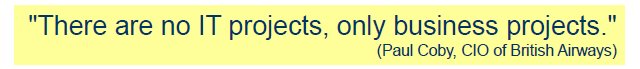 "There are no IT projects, only business projects."
(Paul Coby, CIO of British Airways)